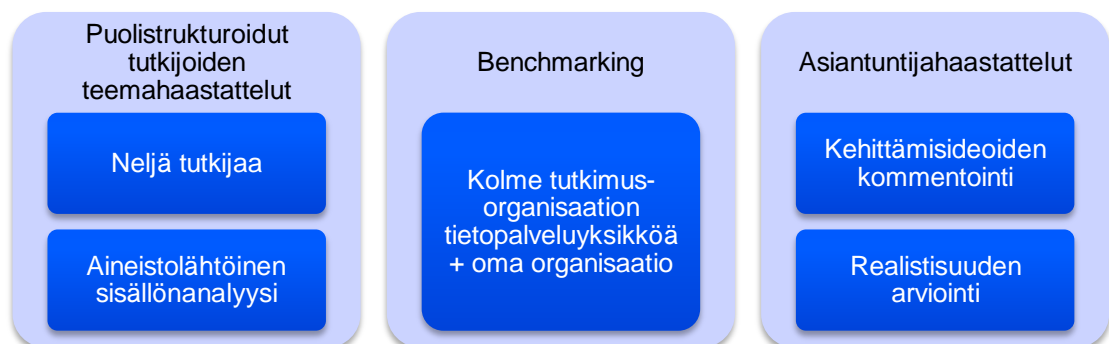 Puolistrukturoidut
tutkijoiden
teemahaastattelut
Neljä tutkijaa
Aineistolähtöinen
sisällönanalyysi
Benchmarking
Kolme tutkimus-
organisaation
tietopalveluyksikköä
+ oma organisaatio
Asiantuntijahaastattelut
Kehittämisideoiden
kommentointi
Realistisuuden
arviointi